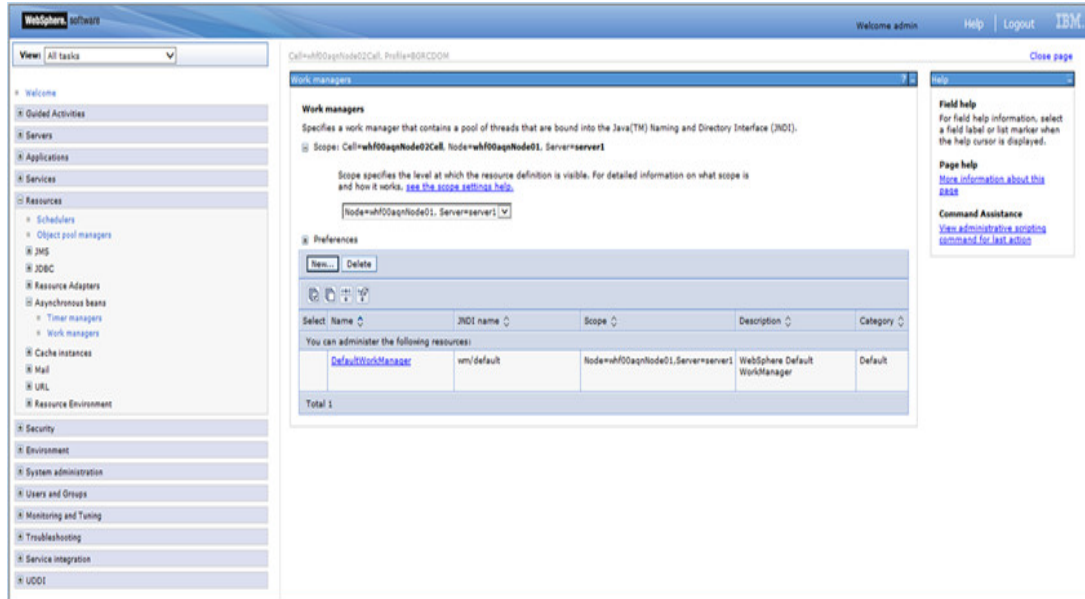 WebSphere. software
Welcome admin
Help
Logout
IBM.
View: All tasks
Welcome
Guided Activities
Servers
Applications
Services
Resources
Schedulers
Object pool managers
JMS
JDBC
Resource Adapters
Asynchronous beans
Timer managers
Work managers
Cache instances
Mail
URL
Resource Environment
Security
Environment
System administration
Users and Groups
Monitoring and Tuning
Troubleshooting
Service integration
UDDI
Cell=whf00aqnNode02Cell, Profile=BGRCDOM
Close page
Work managers
?
Work managers
Specifies a work manager that contains a pool of threads that are bound into the Java(TM) Naming and Directory Interface (JNDI).
Scope: Cell=whf00aqnNode02Cell, Node=whf00aqnNode01, Server=server1
Scope specifies the level at which the resource definition is visible. For detailed information on what scope is
and how it works, see the scope settings help.
Node=whf00aqnNode01, Server=server1
Preferences
New... Delete
Select Name JNDI name Scope Description Category
You can administer the following resources:
DefaultWorkManager wm/default Node=whf00aqnNode01,Server=server1 WebSphere Default Default
WorkManager
Total 1
Help
Field help
For field help information, select
a field label or list marker when
the help cursor is displayed.
Page help
More information about this
page
Command Assistance
View administrative scripting
command for last action